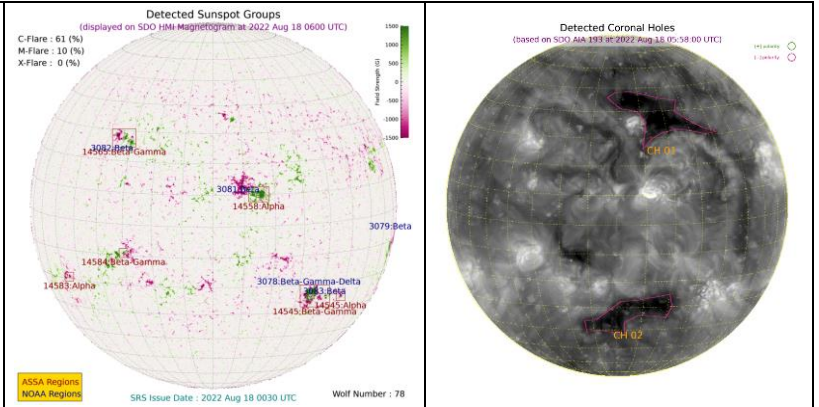 Detected Sunspot Groups
(displayed on SDO HMI Magnetogram at 2022 Aug 18 0600 UTC)
C-Flare : 61 (%)
M-Flare : 10 (%)
X-Flare : 0 (%)
1500
1000
500
0
-500
-1000
-1500
Field Strength (G)
3082:Beta
14565:Beta-Gamma
3081:Beta
14558:Alpha
3079:Beta
14584:Beta-Gamma
14583:Alpha
3078:Beta-Gamma-Delta
3083:Beta
14545:Alpha
14545:Beta-Gamma
ASSA Regions
NOAA Regions
SRS Issue Date : 2022 Aug 18 0030 UTC
Wolf Number : 78
Detected Coronal Holes
(based on SDO AIA 193 at 2022 Aug 18 05:58:00 UTC)
(+) polarity
(-) polarity
CH 01
CH 02